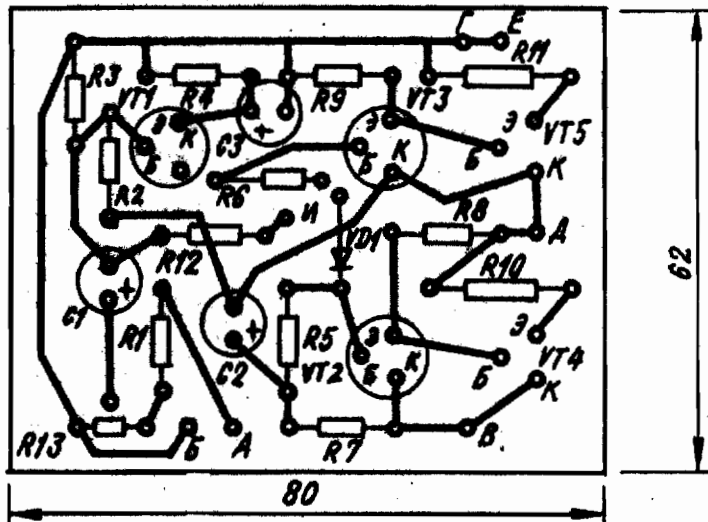 Г Е
R3 VT1 R4 R9 VT3 R11
Э К C3 + Э Э VT5
Б Б К Б К
R2 R6 И R8 Д
R12 VD1 R10
C1 + R1 C2 + R5 VT2 Э Б К Э VT4
Б К
R13 Б А R7 В
62
80